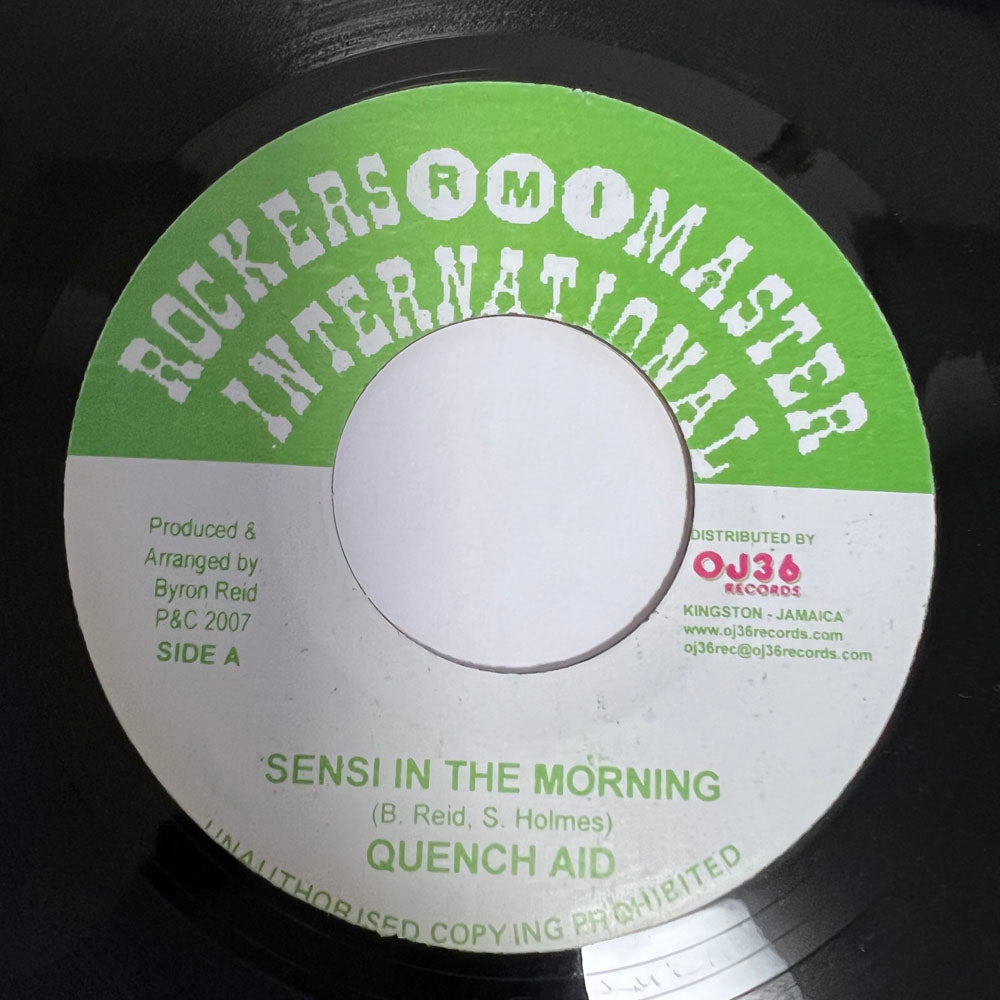 ROCKERS RMI MASTER
INTERNATIONAL
Produced &
Arranged by:
Byron Reid
P&C 2007
SIDE A
DISTRIBUTED BY
OJ36
RECORDS
KINGSTON - JAMAICA
www.oj36records.com
oj36rec@oj36records.com
SENSI IN THE MORNING
(B. Reid, S. Holmes)
QUENCH AID
UNAUTHORISED COPYING PROHIBITED